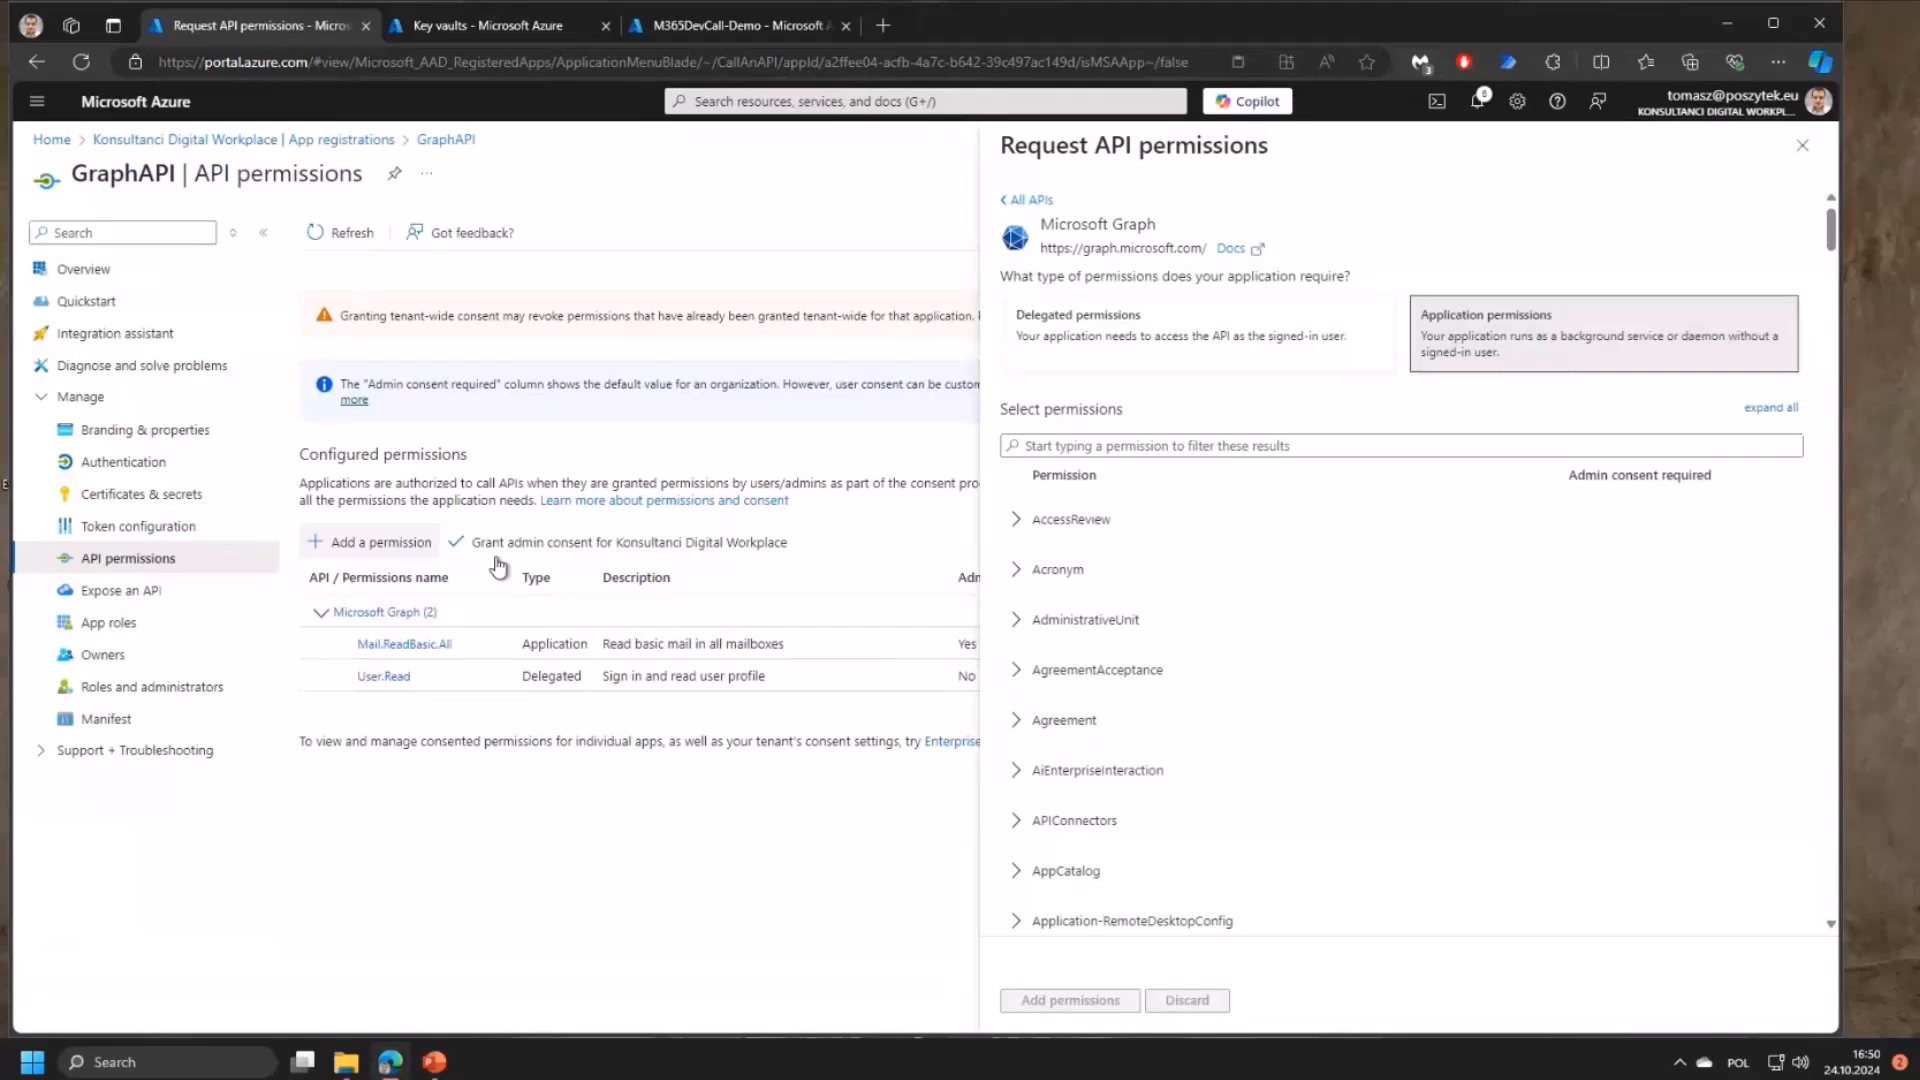 Request API permissions - Micros
Key vaults - Microsoft Azure
M365DevCall-Demo - Microsoft A
https://portal.azure.com/#view/Microsoft_AAD_RegisteredApps/ApplicationMenuBlade/~/CallAnAPI/appId/a2ffee04-acfb-4a7c-b642-39c497ac149d/isMSAApp~/false
3
Microsoft Azure
Search resources, services, and docs (G+/)
Copilot
6
tomasz@poszytek.eu
KONSULTANCI DIGITAL WORKPL...
Home > Konsultanci Digital Workplace | App registrations > GraphAPI
GraphAPI | API permissions
Search
Overview
Quickstart
Integration assistant
Diagnose and solve problems
Manage
Branding & properties
Authentication
Certificates & secrets
Token configuration
API permissions
Expose an API
App roles
Owners
Roles and administrators
Manifest
Support + Troubleshooting
Refresh
Got feedback?
Granting tenant-wide consent may revoke permissions that have already been granted tenant-wide for that application.
The "Admin consent required" column shows the default value for an organization. However, user consent can be custom
more
Configured permissions
Applications are authorized to call APIs when they are granted permissions by users/admins as part of the consent pro
all the permissions the application needs. Learn more about permissions and consent
Add a permission
Grant admin consent for Konsultanci Digital Workplace
API / Permissions name Type Description Adn
Microsoft Graph (2)
Mail.ReadBasic.All Application Read basic mail in all mailboxes Yes
User.Read Delegated Sign in and read user profile No
To view and manage consented permissions for individual apps, as well as your tenant's consent settings, try Enterprise
Request API permissions
All APIs
Microsoft Graph
https://graph.microsoft.com/ Docs
What type of permissions does your application require?
Delegated permissions
Your application needs to access the API as the signed-in user.
Application permissions
Your application runs as a background service or daemon without a
signed-in user.
Select permissions
expand all
Start typing a permission to filter these results
Permission
Admin consent required
AccessReview
Acronym
AdministrativeUnit
AgreementAcceptance
Agreement
AiEnterpriseInteraction
APIConnectors
AppCatalog
Application-RemoteDesktopConfig
Add permissions
Discard
Search
POL
16:50
24.10.2024
2